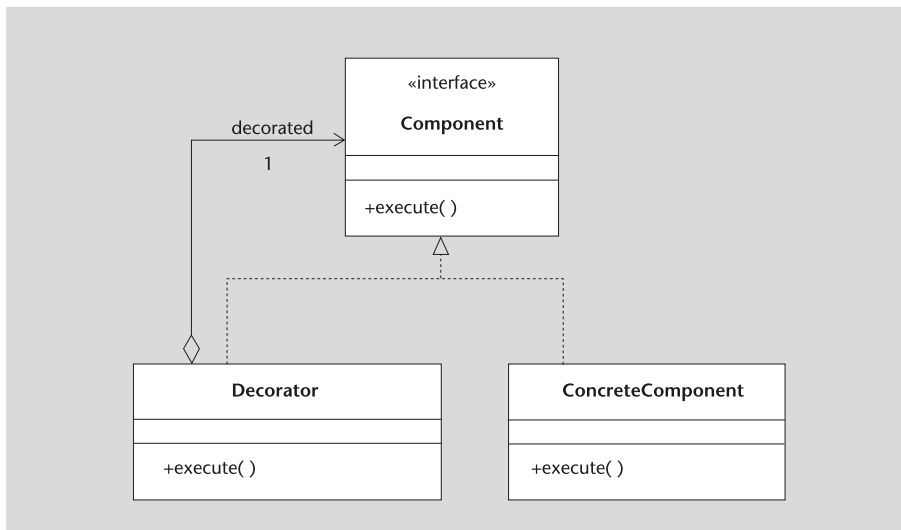 «interface»
Component
decorated
1
+execute( )
Decorator
+execute( )
ConcreteComponent
+execute( )